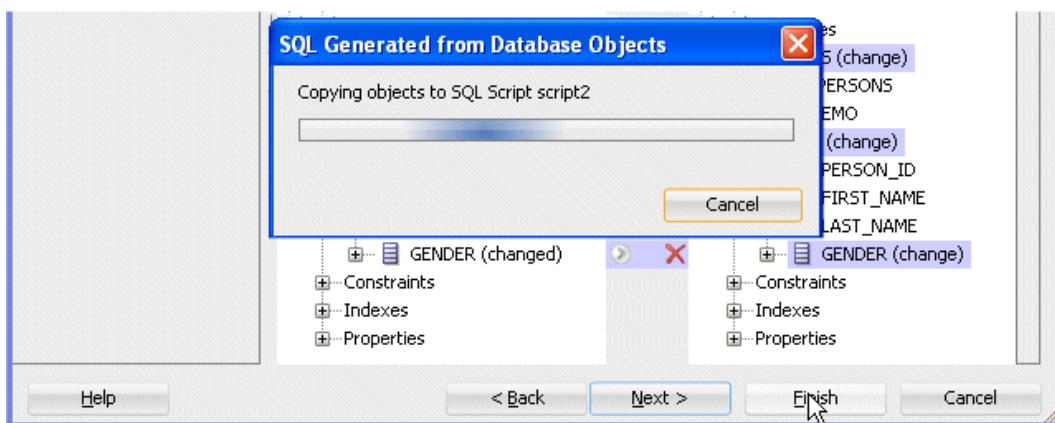 SQL Generated from Database Objects
es
S (change)
Copying objects to SQL Script script2
PERSONS
EMO
(change)
PERSON_ID
Cancel
FIRST_NAME
LAST_NAME
GENDER (changed)
GENDER (change)
Constraints
Constraints
Indexes
Indexes
Properties
Properties
Help
< Back
Next >
Finish
Cancel